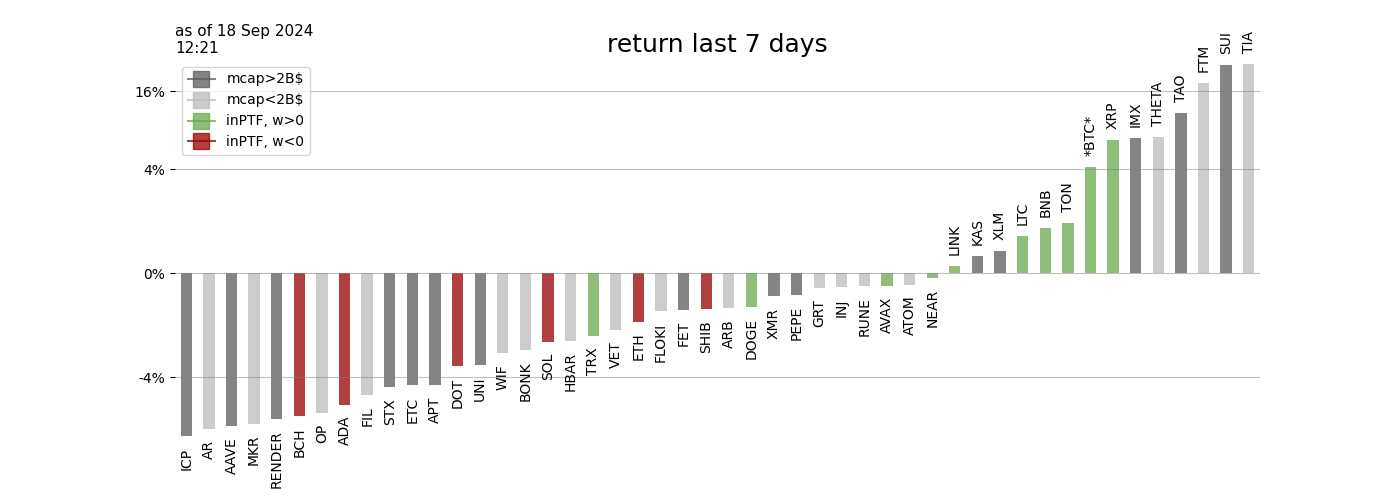 as of 18 Sep 2024
12:21
return last 7 days
mcap>2B$
mcap<2B$
inPTF, w>0
inPTF, w<0
16%
4%
0%
-4%
ICP
AR
AAVE
MKR
RENDER
BCH
OP
ADA
FIL
STX
ETC
APT
DOT
UNI
WIF
BONK
SOL
HBAR
TRX
VET
ETH
FLOKI
FET
SHIB
ARB
DOGE
XMR
PEPE
GRT
INJ
RUNE
AVAX
ATOM
NEAR
LINK
KAS
XLM
LTC
BNB
TON
*BTC*
XRP
IMX
THETA
TAO
FTM
SUI
TIA